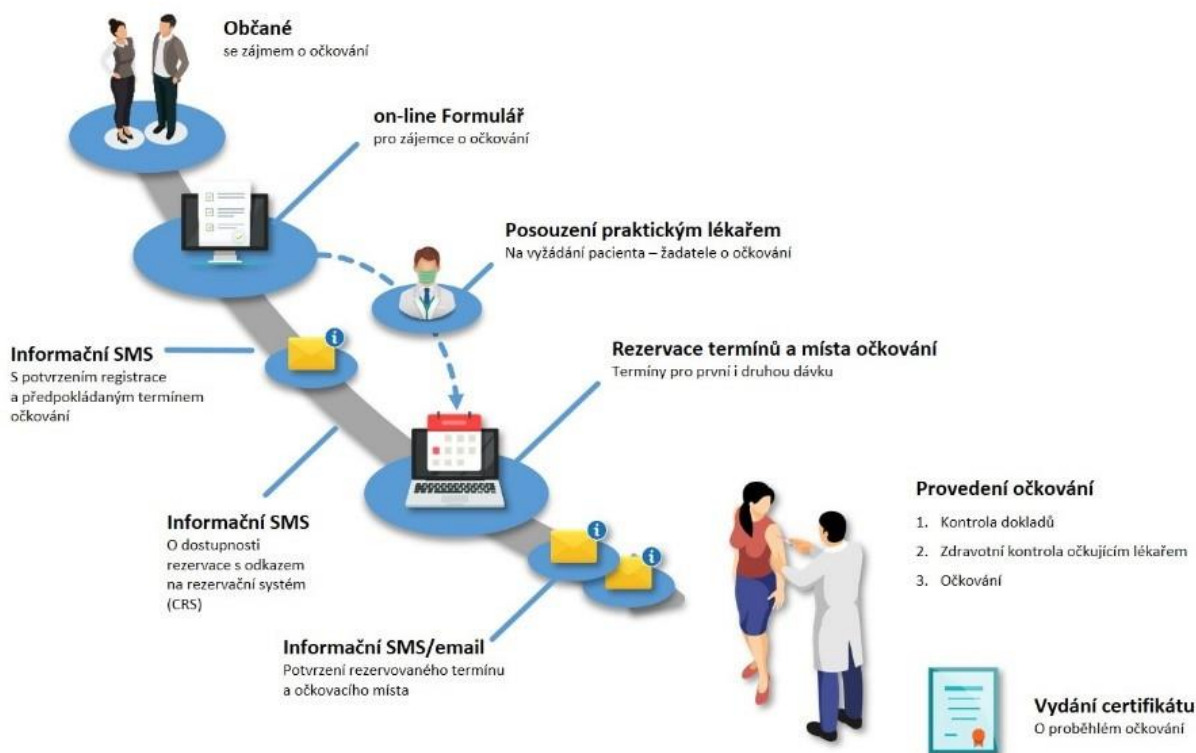 Občané
se zájmem o očkování
on-line Formulář
pro zájemce o očkování
Posouzení praktickým lékařem
Na vyžádání pacienta – žadatele o očkování
Informační SMS
S potvrzením registrace
a předpokládaným termínem
očkování
Rezervace termínů a místa očkování
Termíny pro první i druhou dávku
Informační SMS
O dostupnosti
rezervace s odkazem
na rezervační systém
(CRS)
Informační SMS/email
Potvrzení rezervovaného termínu
a očkovacího místa
Provedení očkování
1. Kontrola dokladů
2. Zdravotní kontrola očkujícím lékařem
3. Očkování
Vydání certifikátu
O proběhlém očkování